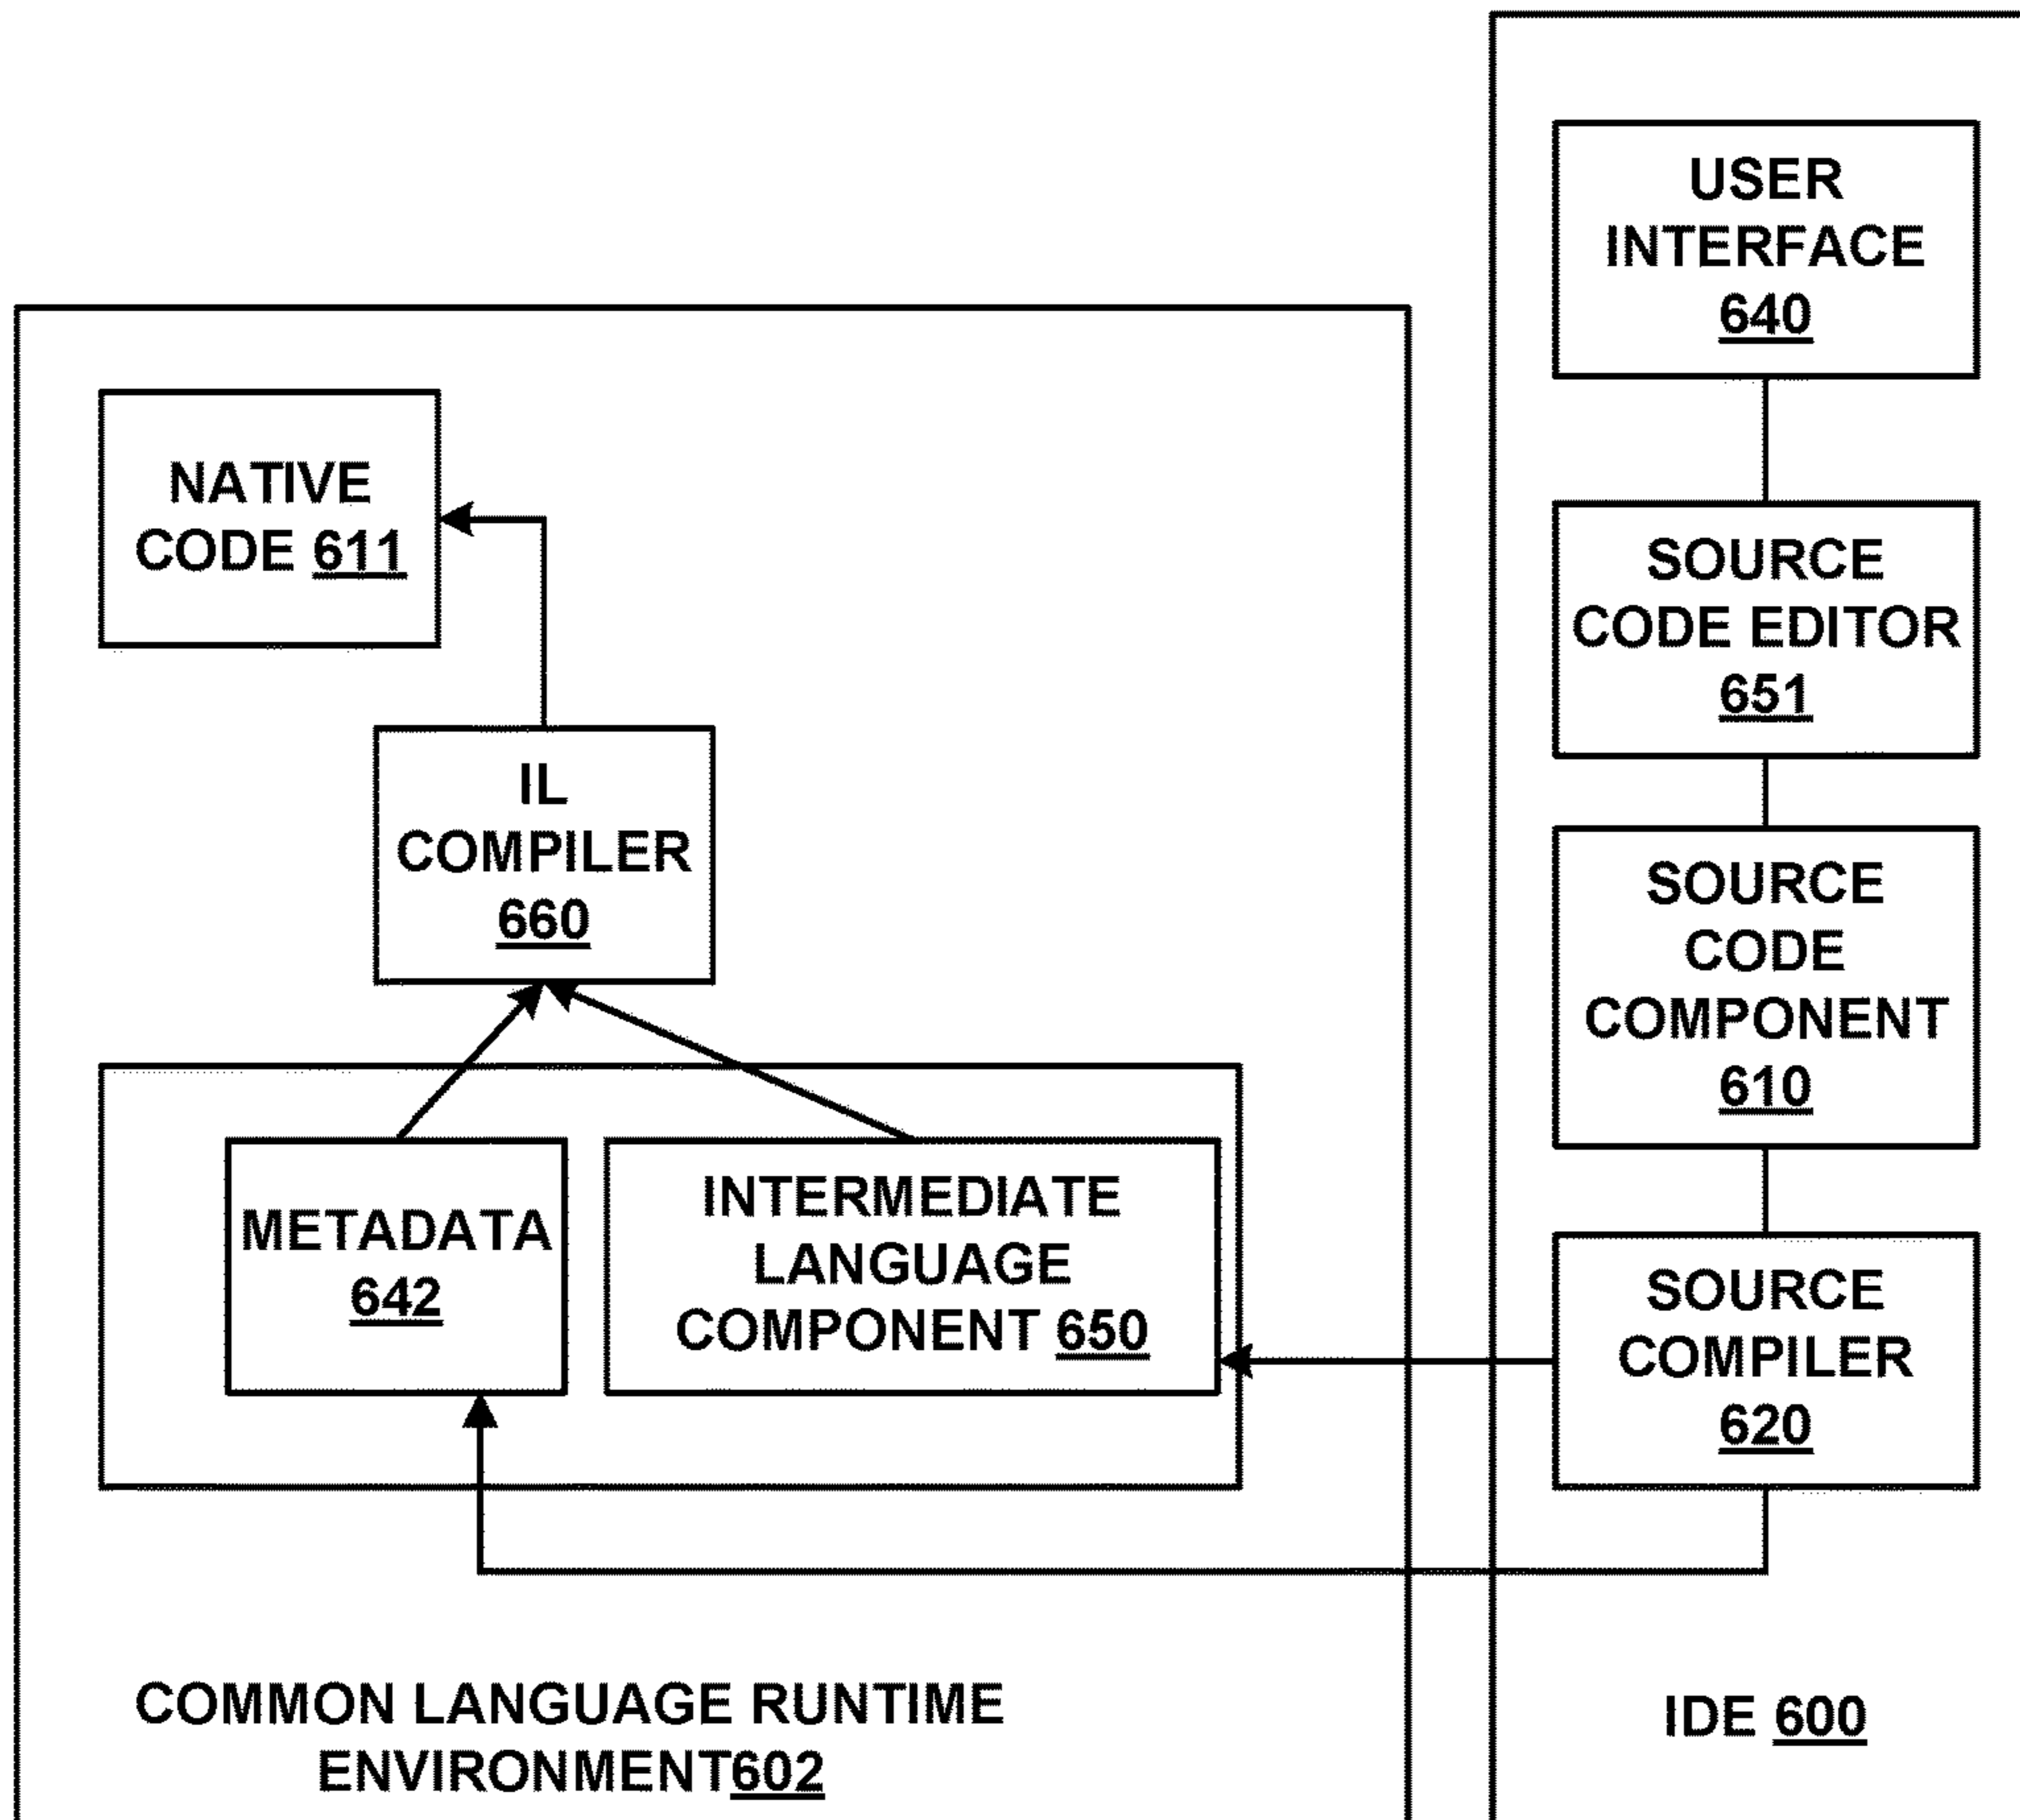 USER
INTERFACE
640
NATIVE
CODE 611
SOURCE
CODE EDITOR
651
IL
COMPILER
660
SOURCE
CODE
COMPONENT
610
METADATA
642
INTERMEDIATE
LANGUAGE
COMPONENT 650
SOURCE
COMPILER
620
COMMON LANGUAGE RUNTIME
ENVIRONMENT602
IDE 600